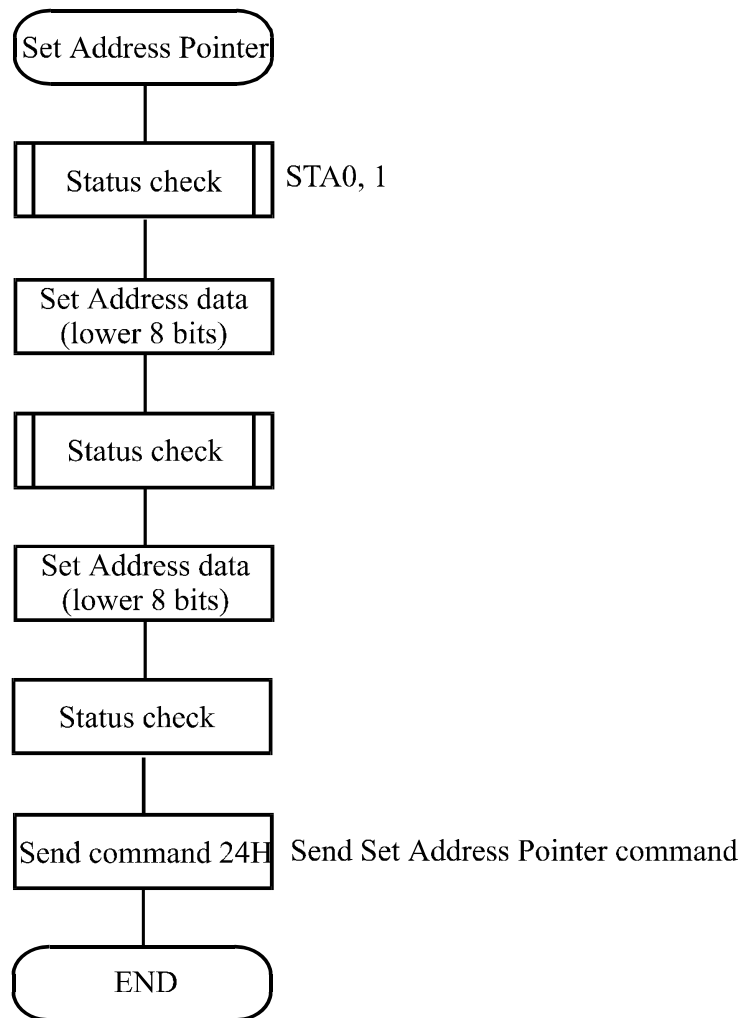 Set Address Pointer
Status check
STA0, 1
Set Address data
(lower 8 bits)
Status check
Set Address data
(lower 8 bits)
Status check
Send command 24H
Send Set Address Pointer command
END